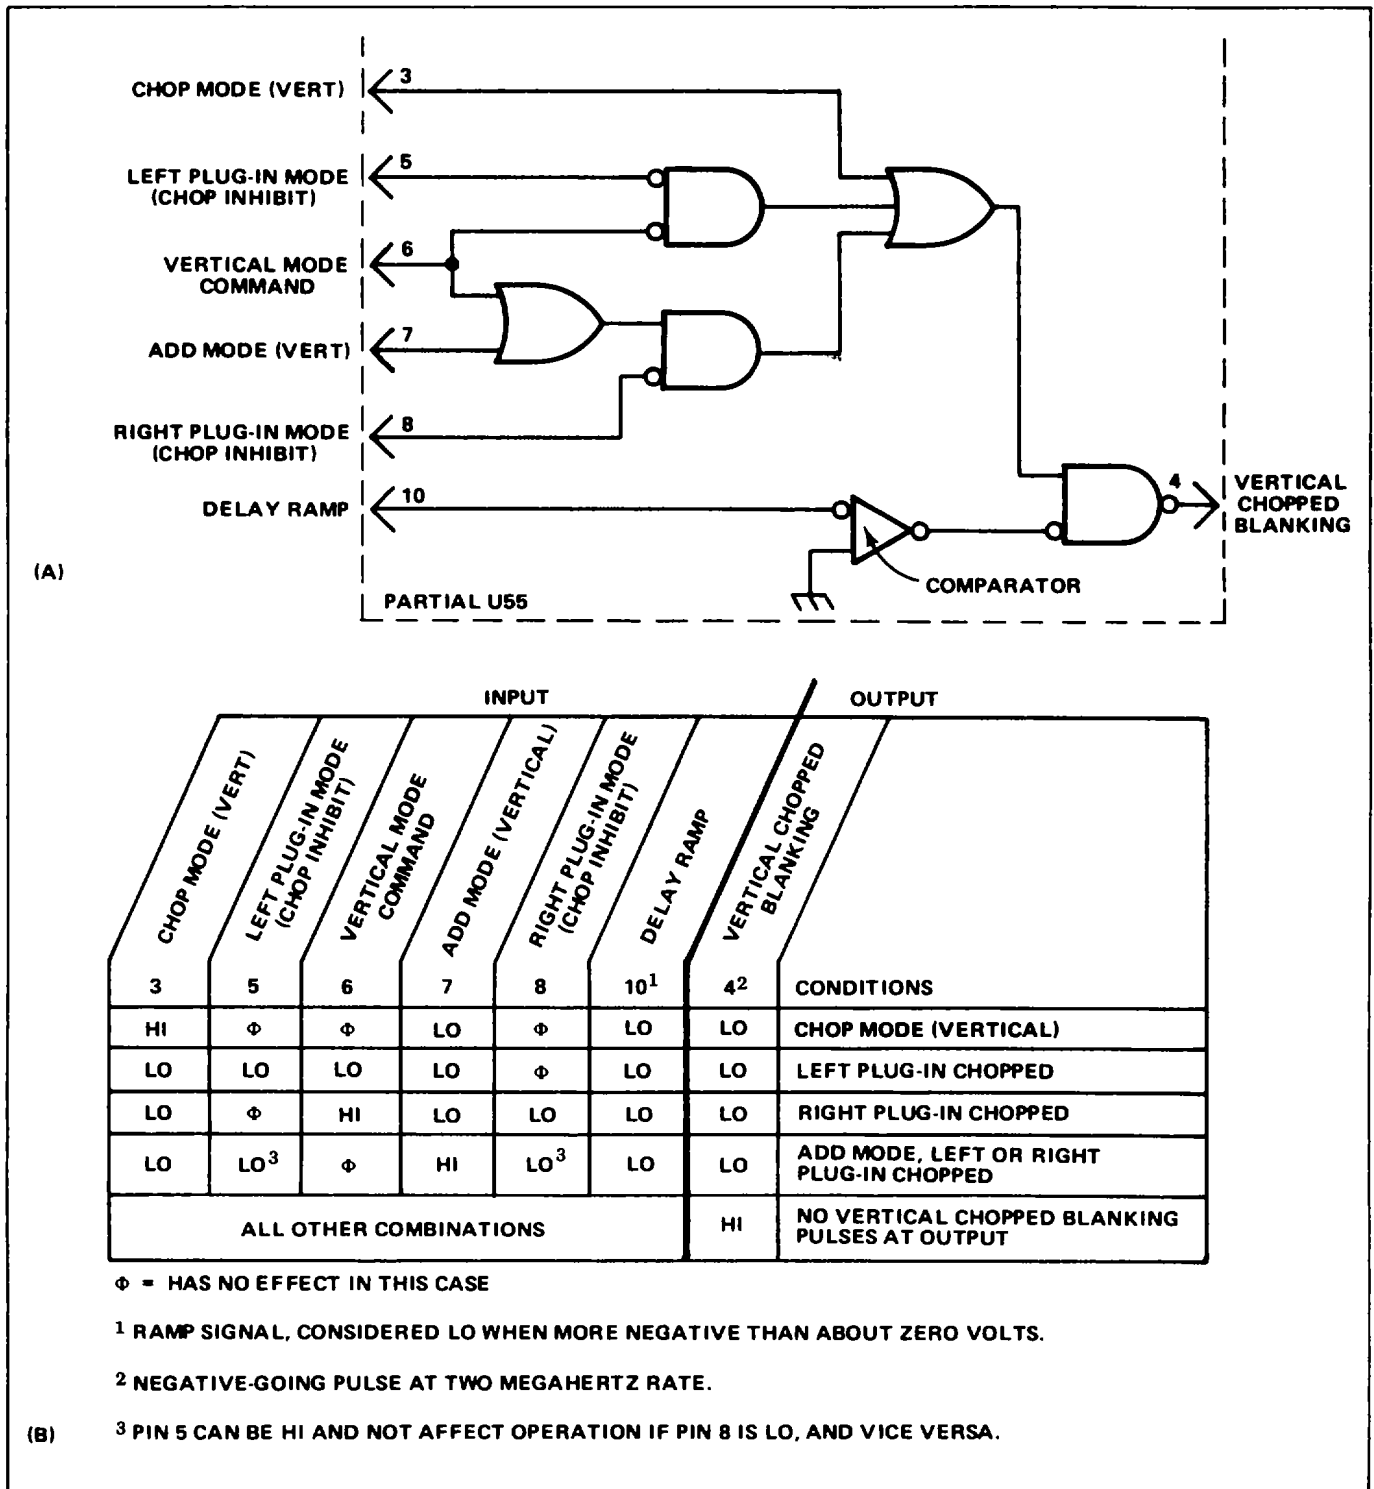 CHOP MODE (VERT)
3
LEFT PLUG-IN MODE
(CHOP INHIBIT)
5
VERTICAL MODE
COMMAND
6
ADD MODE (VERT)
7
RIGHT PLUG-IN MODE
(CHOP INHIBIT)
8
DELAY RAMP
10
4
VERTICAL
CHOPPED
BLANKING
COMPARATOR
PARTIAL U55
(A)
INPUT OUTPUT
CHOP MODE (VERT)
LEFT PLUG-IN MODE
(CHOP INHIBIT)
VERTICAL MODE
COMMAND
ADD MODE (VERTICAL)
RIGHT PLUG-IN MODE
(CHOP INHIBIT)
DELAY RAMP
VERTICAL CHOPPED
BLANKING
3 5 6 7 8 10¹ 4² CONDITIONS
HI Φ Φ LO Φ LO LO CHOP MODE (VERTICAL)
LO LO LO LO Φ LO LO LEFT PLUG-IN CHOPPED
LO Φ HI LO LO LO LO RIGHT PLUG-IN CHOPPED
LO LO³ Φ HI LO³ LO LO ADD MODE, LEFT OR RIGHT
PLUG-IN CHOPPED
ALL OTHER COMBINATIONS HI NO VERTICAL CHOPPED BLANKING
PULSES AT OUTPUT
Φ = HAS NO EFFECT IN THIS CASE
¹ RAMP SIGNAL, CONSIDERED LO WHEN MORE NEGATIVE THAN ABOUT ZERO VOLTS.
² NEGATIVE-GOING PULSE AT TWO MEGAHERTZ RATE.
(B) ³ PIN 5 CAN BE HI AND NOT AFFECT OPERATION IF PIN 8 IS LO, AND VICE VERSA.